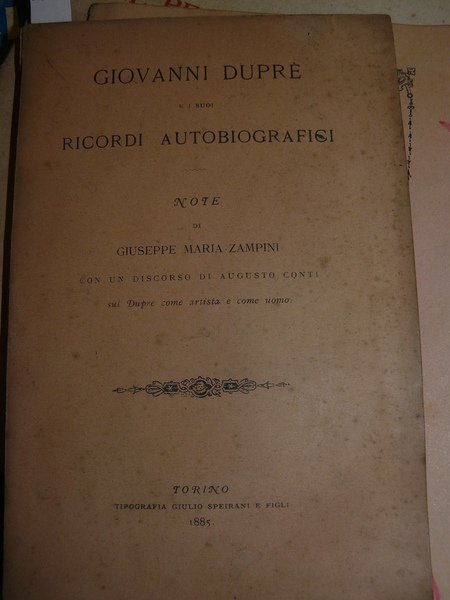 GIOVANNI DUPRÈ
E I SUOI
RICORDI AUTOBIOGRAFICI
NOTE
DI
GIUSEPPE MARIA ZAMPINI
CON UN DISCORSO DI AUGUSTO CONTI
sul Duprè come artista e come uomo.
TORINO
TIPOGRAFIA GIULIO SPEIRANI E FIGLI
1885.